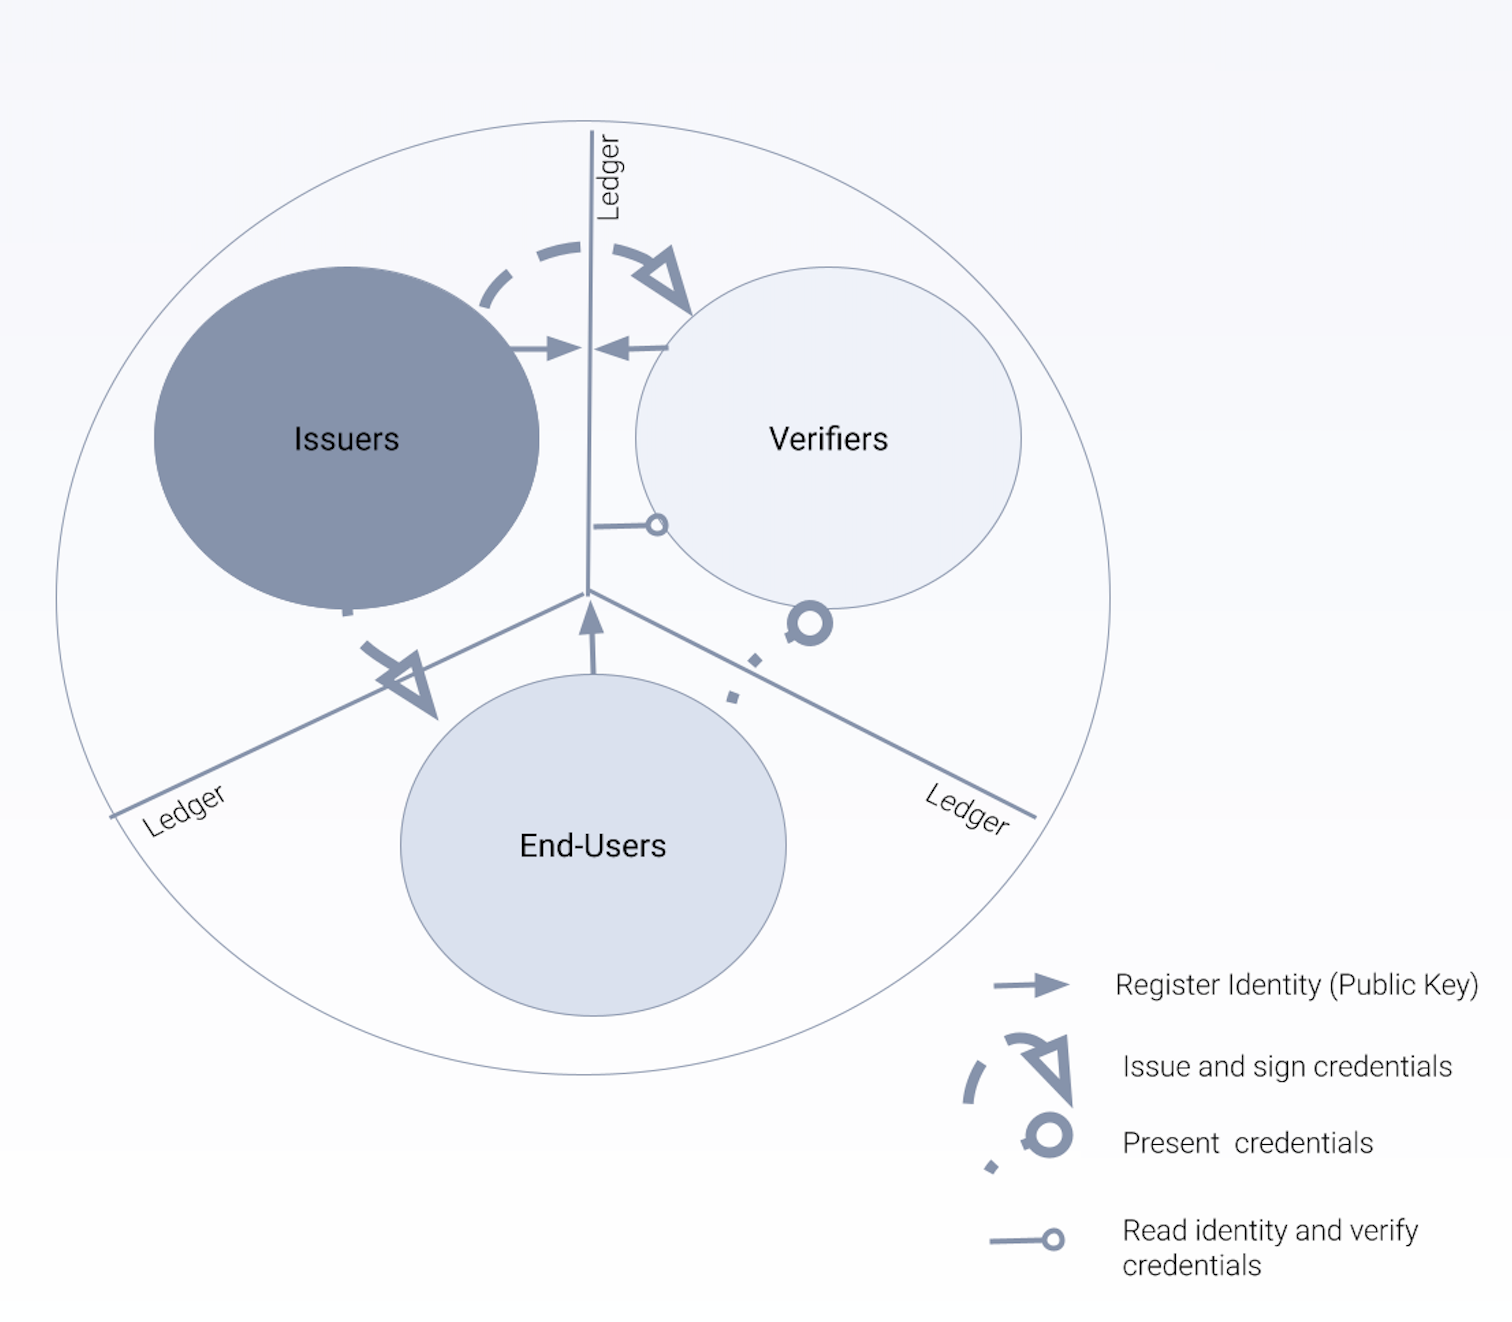 Ledger
Issuers
Verifiers
Ledger
Ledger
End-Users
Register Identity (Public Key)
Issue and sign credentials
Present  credentials
Read identity and verify
credentials